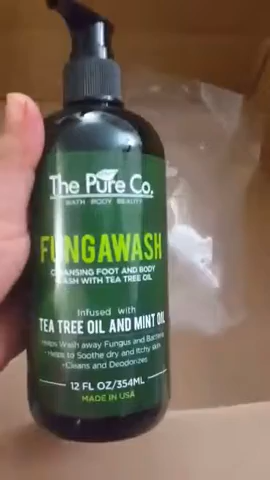 The Pure Co.
BATH BODY BEAUTY
FUNGAWASH
CLEANSING FOOT AND BODY
WASH WITH TEA TREE OIL
Infused with
TEA TREE OIL AND MINT OIL
Helps Wash away Fungus and Bacteria
- Helps to Soothe dry and Itchy skin
-Cleans and Deodorizes
12 FL OZ/354ML
MADE IN USA